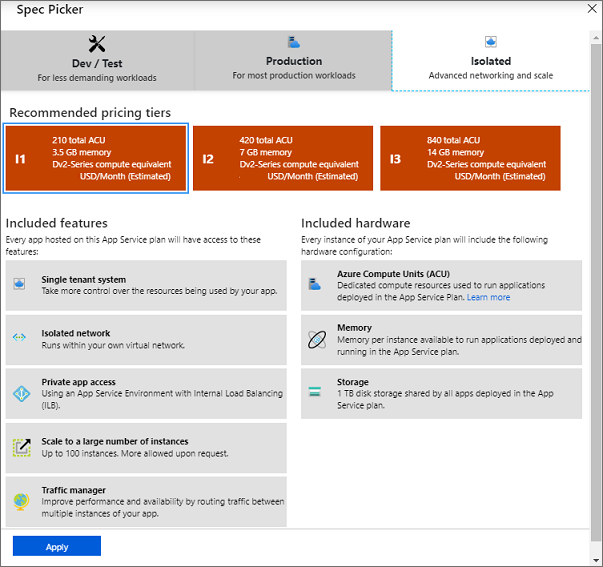 Spec Picker
Dev / Test
For less demanding workloads
Production
For most production workloads
Isolated
Advanced networking and scale
Recommended pricing tiers
I1
210 total ACU
3.5 GB memory
Dv2-Series compute equivalent
USD/Month (Estimated)
I2
420 total ACU
7 GB memory
Dv2-Series compute equivalent
USD/Month (Estimated)
I3
840 total ACU
14 GB memory
Dv2-Series compute equivalent
USD/Month (Estimated)
Included features
Every app hosted on this App Service plan will have access to these
features:
Single tenant system
Take more control over the resources being used by your app.
Isolated network
Runs within your own virtual network.
Private app access
Using an App Service Environment with Internal Load Balancing
(ILB).
Scale to a large number of instances
Up to 100 instances. More allowed upon request.
Traffic manager
Improve performance and availability by routing traffic between
multiple instances of your app.
Included hardware
Every instance of your App Service plan will include the following
hardware configuration:
Azure Compute Units (ACU)
Dedicated compute resources used to run applications
deployed in the App Service Plan. Learn more
Memory
Memory per instance available to run applications deployed and
running in the App Service plan.
Storage
1 TB disk storage shared by all apps deployed in the App
Service plan.
Apply